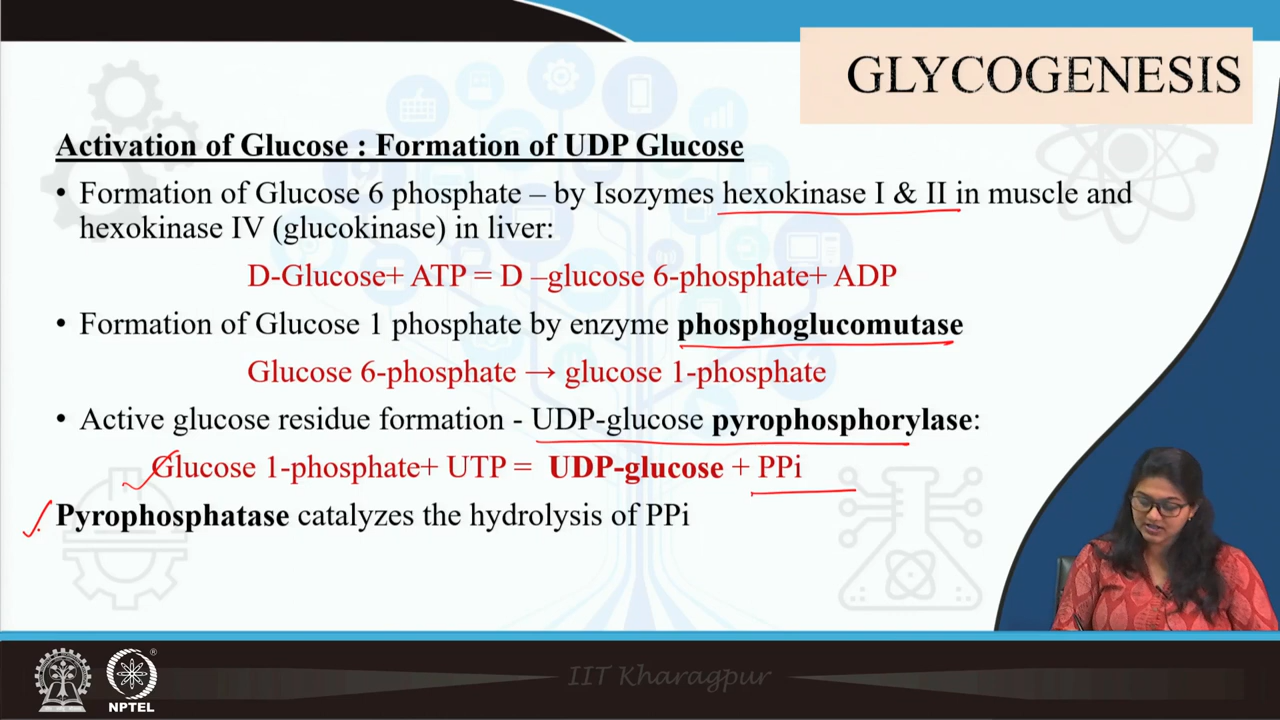 GLYCOGENESIS
Activation of Glucose : Formation of UDP Glucose
• Formation of Glucose 6 phosphate – by Isozymes hexokinase I & II in muscle and
hexokinase IV (glucokinase) in liver:
D-Glucose+ ATP = D –glucose 6-phosphate+ ADP
• Formation of Glucose 1 phosphate by enzyme phosphoglucomutase
Glucose 6-phosphate → glucose 1-phosphate
• Active glucose residue formation - UDP-glucose pyrophosphorylase:
Glucose 1-phosphate+ UTP = UDP-glucose + PPi
Pyrophosphatase catalyzes the hydrolysis of PPi
IIT Kharagpur
NPTEL